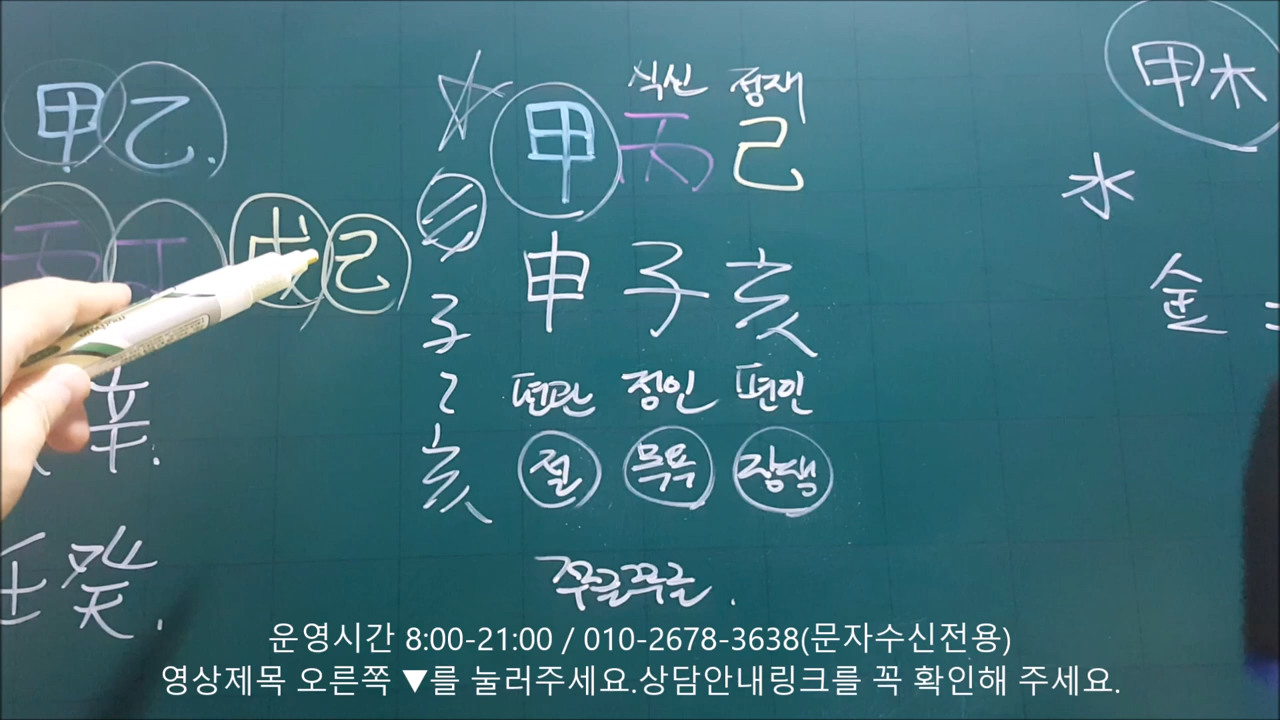 甲乙.
식신 정재
甲丙己
甲木
丙丁戊己
水
申子亥
金
子
~
亥
편관 정인 편인
절 목욕 장생
辛.
壬癸.
쭈글쭈글.
운영시간 8:00-21:00 / 010-2678-3638(문자수신전용)
영상제목 오른쪽 ▼를 눌러주세요.상담안내링크를 꼭 확인해 주세요.